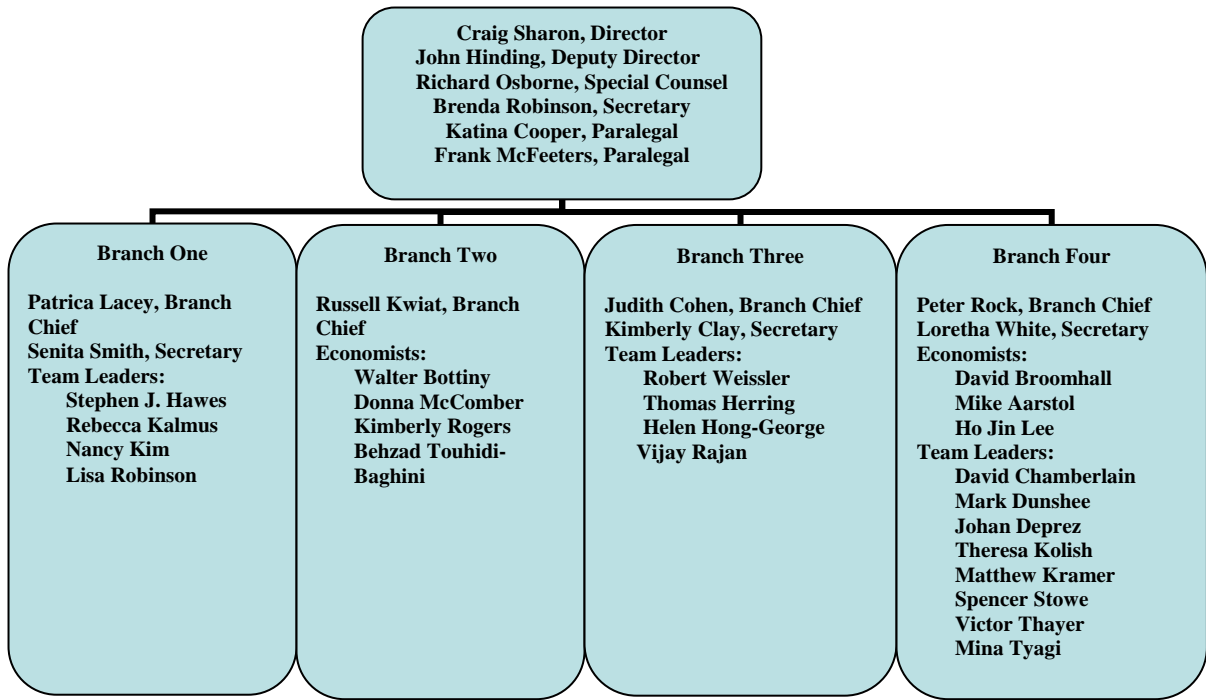 Craig Sharon, Director
John Hinding, Deputy Director
Richard Osborne, Special Counsel
Brenda Robinson, Secretary
Katina Cooper, Paralegal
Frank McFeeters, Paralegal
Branch One
Patrica Lacey, Branch
Chief
Senita Smith, Secretary
Team Leaders:
Stephen J. Hawes
Rebecca Kalmus
Nancy Kim
Lisa Robinson
Branch Two
Russell Kwiat, Branch
Chief
Economists:
Walter Bottiny
Donna McComber
Kimberly Rogers
Behzad Touhidi-
Baghini
Branch Three
Judith Cohen, Branch Chief
Kimberly Clay, Secretary
Team Leaders:
Robert Weissler
Thomas Herring
Helen Hong-George
Vijay Rajan
Branch Four
Peter Rock, Branch Chief
Loretha White, Secretary
Economists:
David Broomhall
Mike Aarstol
Ho Jin Lee
Team Leaders:
David Chamberlain
Mark Dunshee
Johan Deprez
Theresa Kolish
Matthew Kramer
Spencer Stowe
Victor Thayer
Mina Tyagi